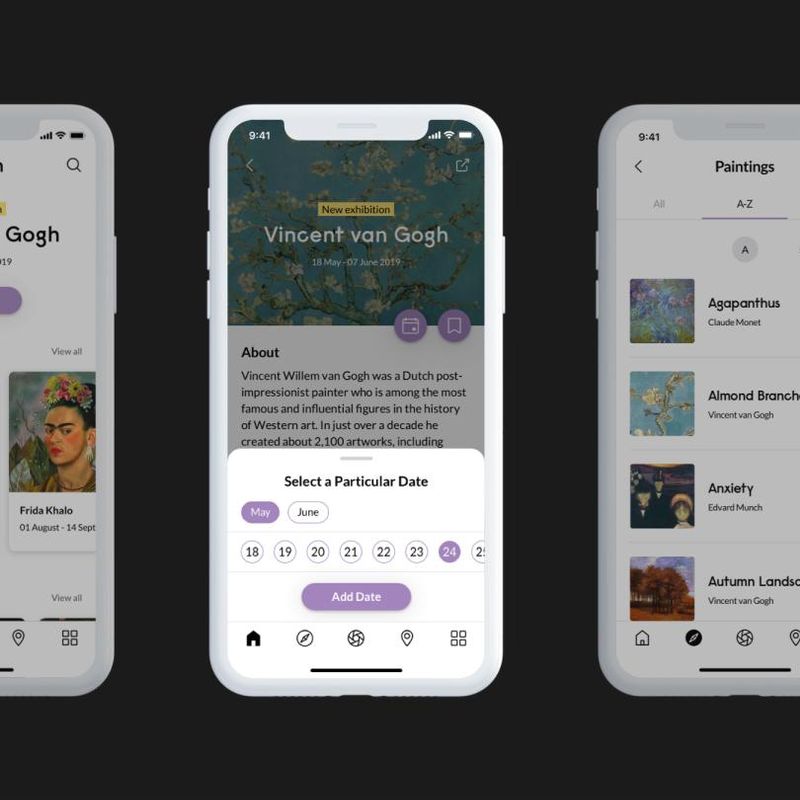 Gogh
View all
Frida Khalo
01 August - 14 Sept
View all
9:41
New exhibition
Vincent van Gogh
18 May - 07 June 2019
About
Vincent Willem van Gogh was a Dutch post-
impressionist painter who is among the most
famous and influential figures in the history
of Western art. In just over a decade he
created about 2,100 artworks, including
Select a Particular Date
May June
18 19 20 21 22 23 24 25
Add Date
9:41
Paintings
All A-Z
A
Agapanthus
Claude Monet
Almond Branche
Vincent van Gogh
Anxiety
Edvard Munch
Autumn Landsc
Vincent van Gogh